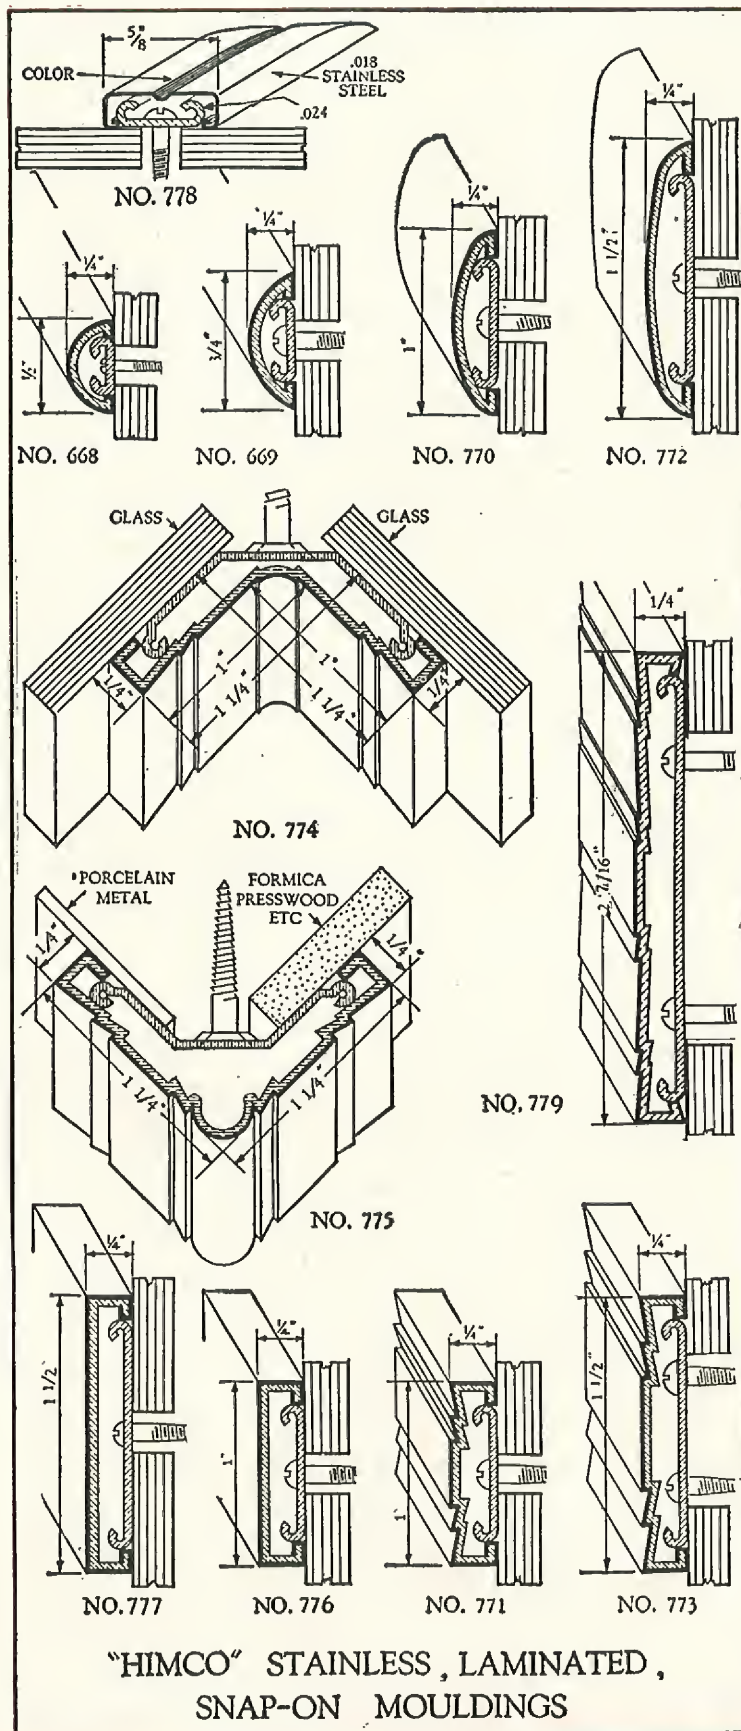 5/8"
COLOR
.018
STAINLESS
STEEL
.024
NO. 778
1/4"
1/2"
NO. 668
1/4"
3/4"
NO. 669
1/4"
1"
NO. 770
1/4"
1 1/2"
NO. 772
GLASS
GLASS
1/4"
1"
1 1/4"
1"
1 1/4"
1/4"
NO. 774
1/4"
2 7/16"
NO. 779
PORCELAIN
METAL
FORMICA
PRESSWOOD
ETC
1/4"
1/4"
1 1/4"
1 1/4"
NO. 775
1/4"
1 1/2"
NO. 777
1"
NO. 776
1/4"
1"
NO. 771
1/4"
1 1/2"
NO. 773
"HIMCO" STAINLESS, LAMINATED,
SNAP-ON MOULDINGS